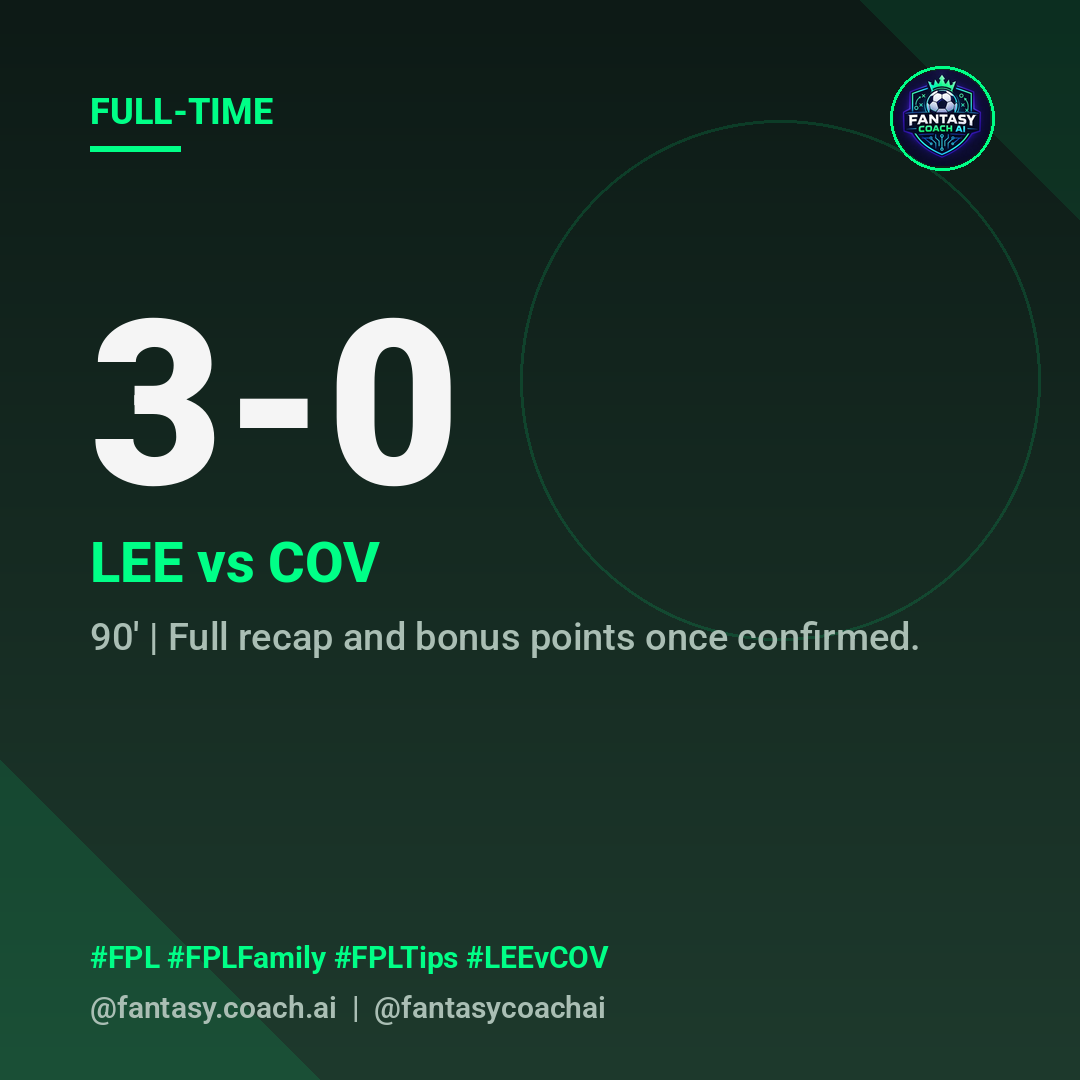 FULL-TIME
FANTASY
COACH AI
3-0
LEE vs COV
90' | Full recap and bonus points once confirmed.
#FPL #FPLFamily #FPLTips #LEEvCOV
@fantasy.coach.ai | @fantasycoachai